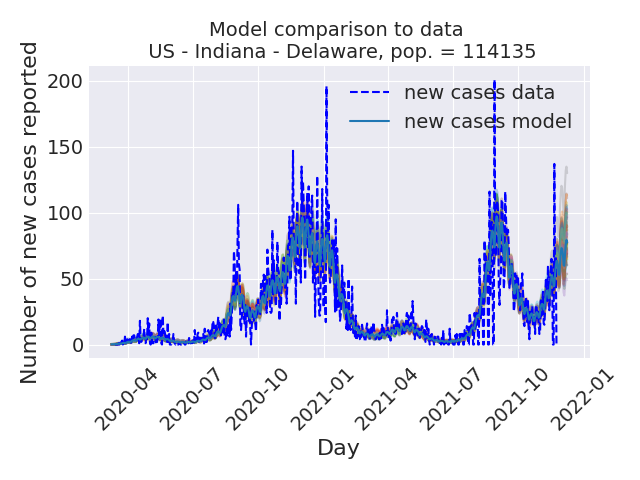 Model comparison to data
US - Indiana - Delaware, pop. = 114135
Number of new cases reported
200
150
100
50
0
new cases data
new cases model
2020-04
2020-07
2020-10
2021-01
2021-04
2021-07
2021-10
2022-01
Day